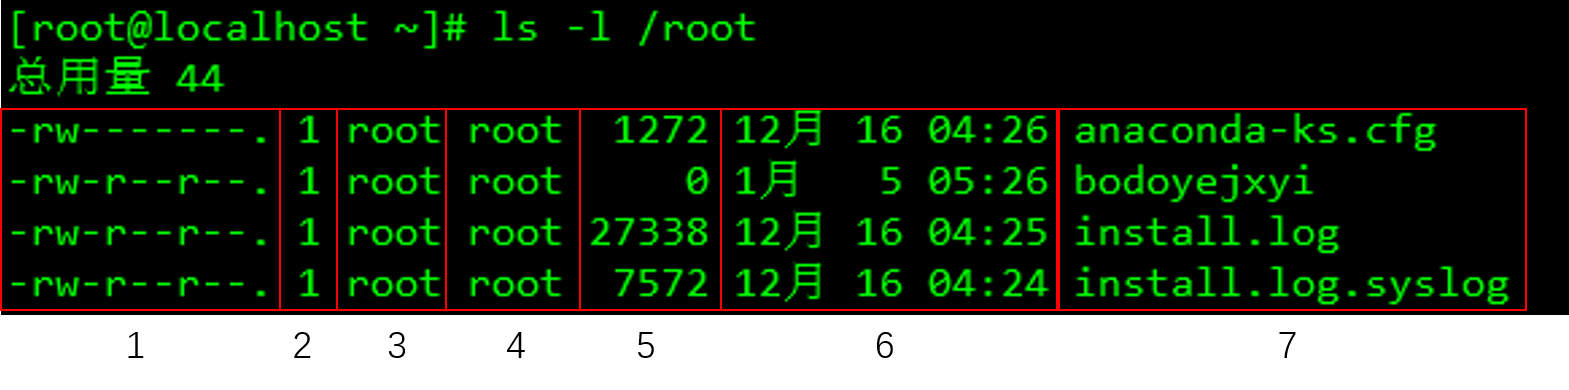 [root@localhost ~]# ls -l /root
总用量 44
-rw-------. 1 root root 1272 12月 16 04:26 anaconda-ks.cfg
-rw-r--r--. 1 root root 0 1月 5 05:26 bodoyejxyi
-rw-r--r--. 1 root root 27338 12月 16 04:25 install.log
-rw-r--r--. 1 root root 7572 12月 16 04:24 install.log.syslog
1 2 3 4 5 6 7